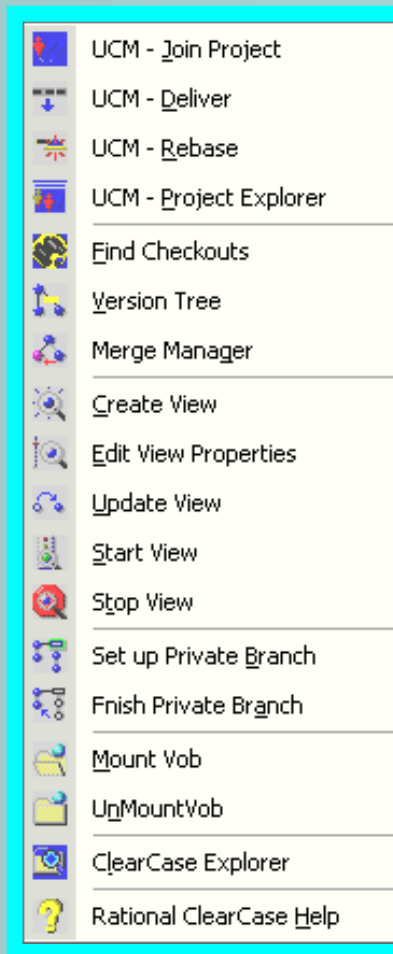 UCM - Join Project
UCM - Deliver
UCM - Rebase
UCM - Project Explorer
Find Checkouts
Version Tree
Merge Manager
Create View
Edit View Properties
Update View
Start View
Stop View
Set up Private Branch
Fnish Private Branch
Mount Vob
UnMountVob
ClearCase Explorer
Rational ClearCase Help